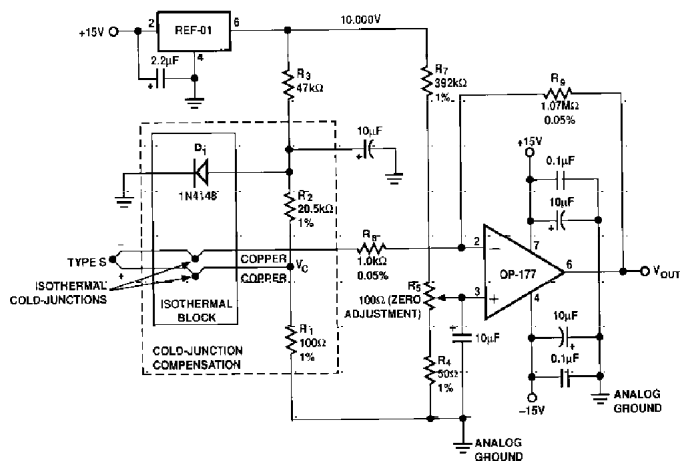 +15V
2
REF-01
6
4
10.000V
2.2µF
+
R3
47kΩ
R7
392kΩ
1%
R9
1.07MΩ
0.05%
10µF
+
D1
1N4148
R2
20.5kΩ
1%
+15V
0.1µF
10µF
+
−
TYPE S
+
COPPER
COPPER
VC
ISOTHERMAL
COLD-JUNCTIONS
ISOTHERMAL
BLOCK
1.0kΩ
0.05%
R5
100Ω (ZERO
ADJUSTMENT)
2
−
7
OP-177
6
VOUT
3
+
4
R1
100Ω
1%
+
10µF
R4
50Ω
1%
10µF
+
0.1µF
−15V
COLD-JUNCTION
COMPENSATION
ANALOG
GROUND
ANALOG
GROUND